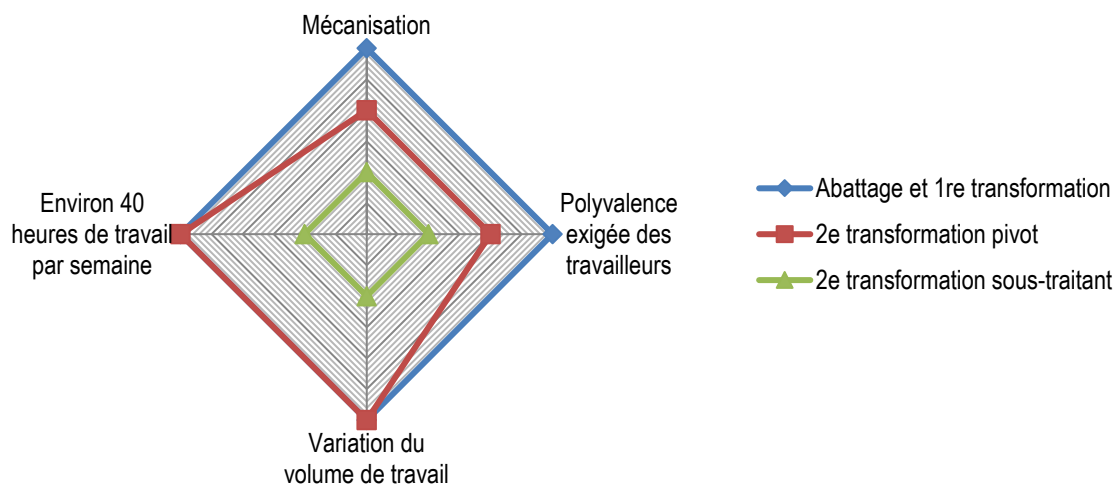 Mécanisation
Environ 40
heures de travail
par semaine
Polyvalence
exigée des
travailleurs
Variation du
volume de travail
Abattage et 1re transformation
2e transformation pivot
2e transformation sous-traitant